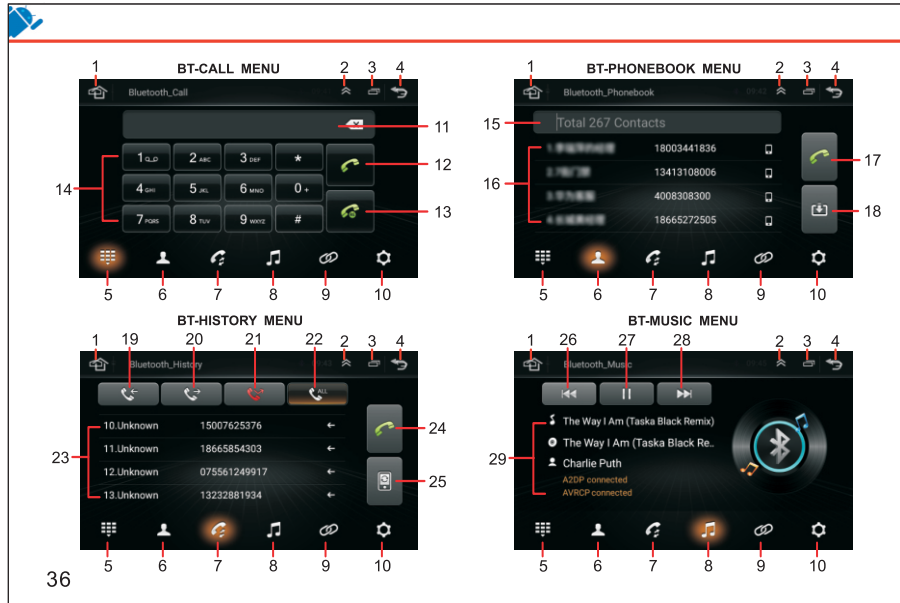 BT-CALL MENU
1 2 3 4
Bluetooth_Call
11
1 2 ABC 3 DEF *
12
14
4 GHI 5 JKL 6 MNO 0 +
13
7 PQRS 8 TUV 9 WXYZ #
5 6 7 8 9 10
BT-PHONEBOOK MENU
1 2 3 4
Bluetooth_Phonebook 09:42
15 Total 267 Contacts
1. 18003441836
17
16
2. 13413108006
3. 4008308300
18
4. 18665272505
5 6 7 8 9 10
BT-HISTORY MENU
1 19 20 21 22 2 3 4
Bluetooth_History
ALL
10.Unknown 15007625376
24
11.Unknown 18665854303
23
12.Unknown 075561249917
25
13.Unknown 13232881934
5 6 7 8 9 10
BT-MUSIC MENU
1 26 27 28 2 3 4
Bluetooth_Music
The Way I Am (Taska Black Remix)
The Way I Am (Taska Black Re..
29
Charlie Puth
A2DP connected
AVRCP connected
5 6 7 8 9 10
36